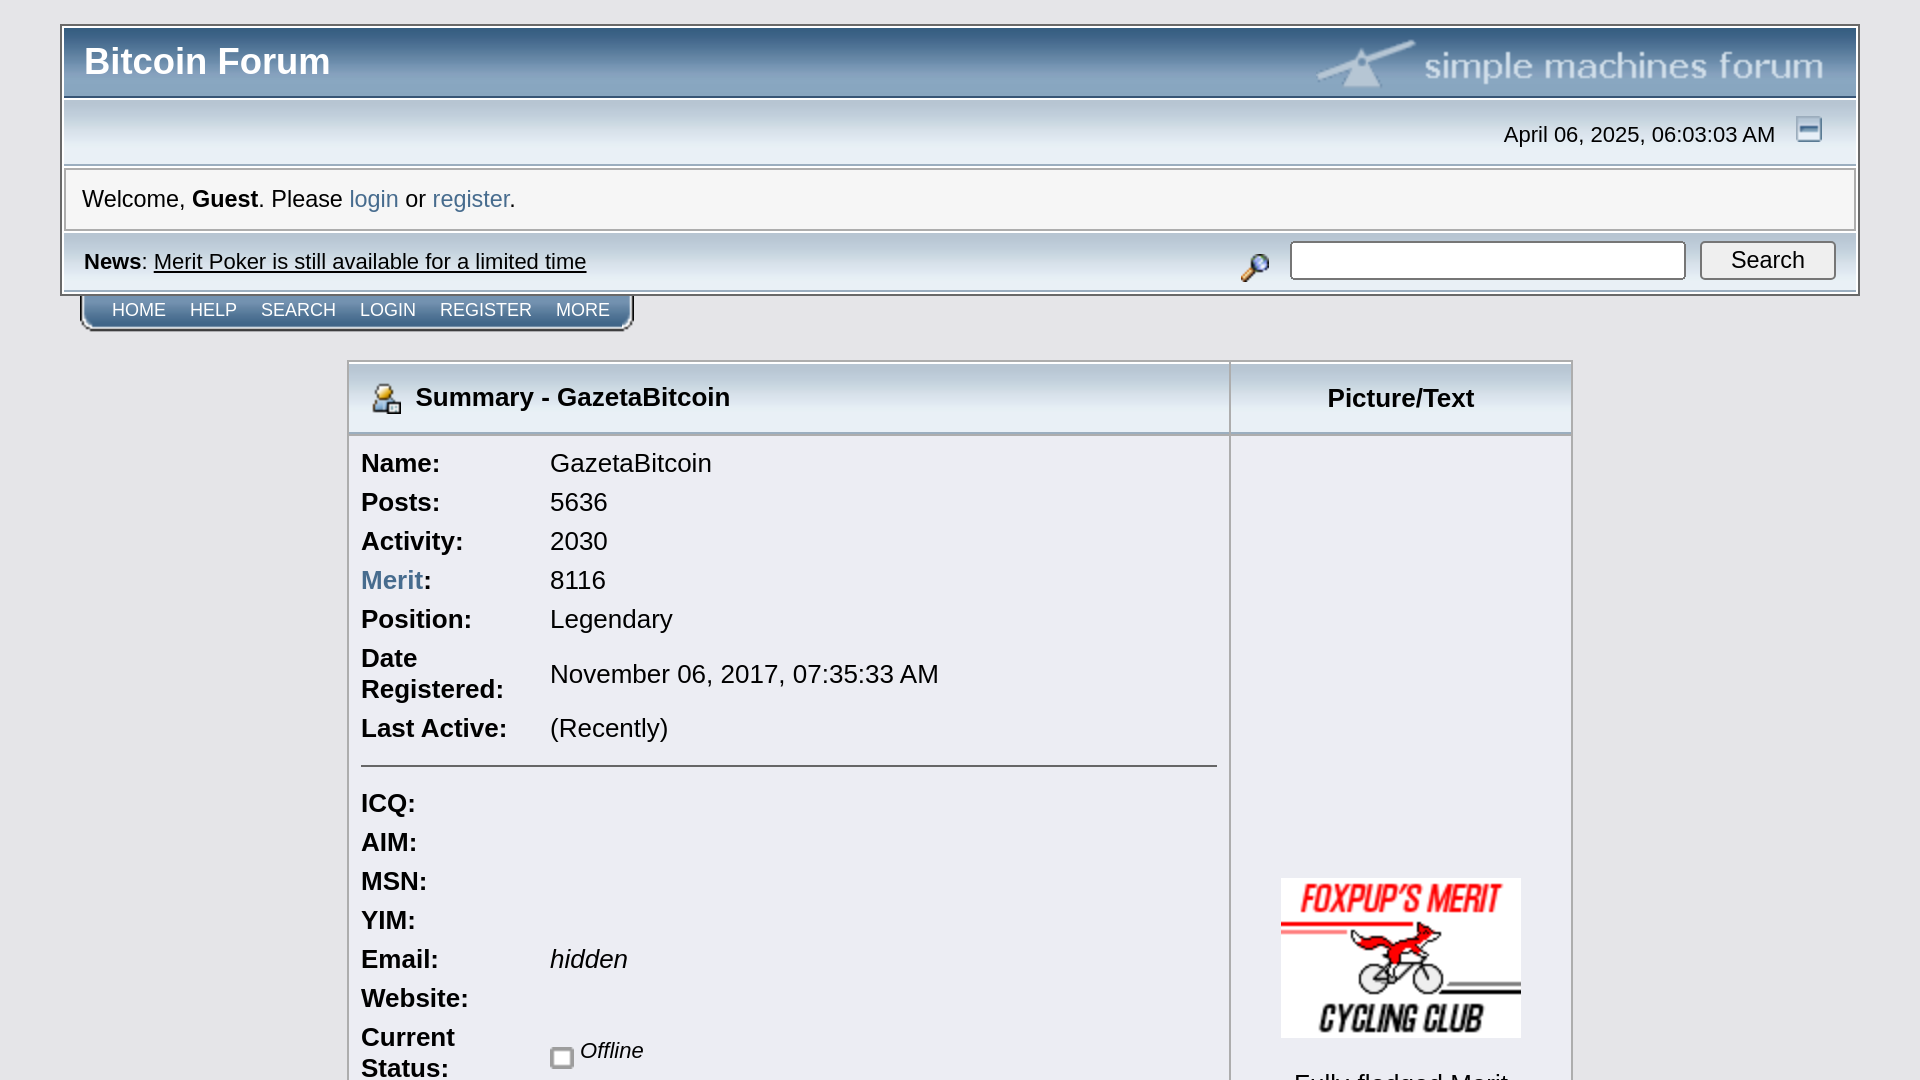 Bitcoin Forum
simple machines forum
April 06, 2025, 06:03:03 AM
Welcome, Guest. Please login or register.
News: Merit Poker is still available for a limited time
Search
HOME HELP SEARCH LOGIN REGISTER MORE
Summary - GazetaBitcoin
Picture/Text
Name: GazetaBitcoin
Posts: 5636
Activity: 2030
Merit: 8116
Position: Legendary
Date Registered: November 06, 2017, 07:35:33 AM
Last Active: (Recently)
ICQ:
AIM:
MSN:
YIM:
Email: hidden
Website:
Current Status: Offline
FOXPUP'S MERIT
CYCLING CLUB
Fully fledged Merit